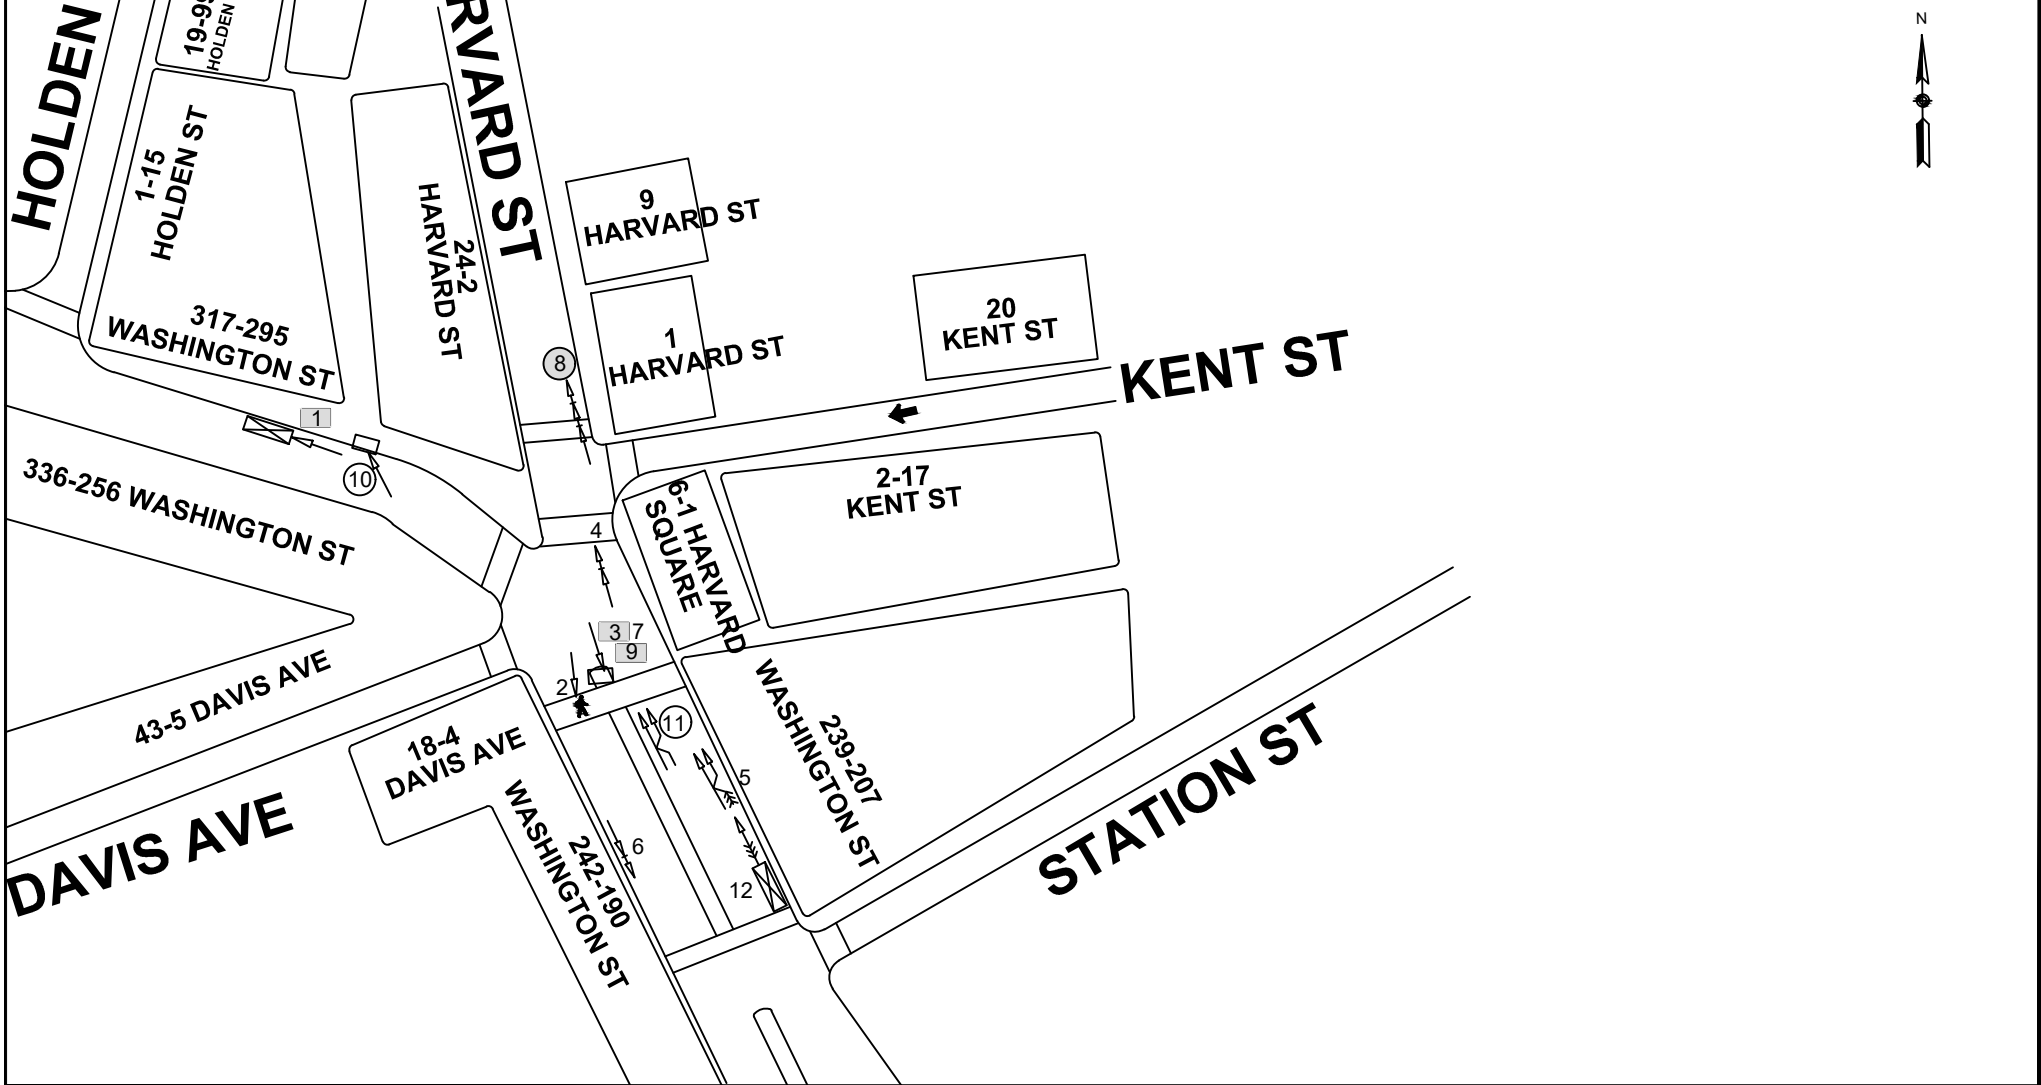 N
HOLDEN
19-99
HOLDEN
RVARD ST
1-15
HOLDEN ST
24-2
HARVARD ST
9
HARVARD ST
1
HARVARD ST
20
KENT ST
KENT ST
317-295
WASHINGTON ST
8
1
10
336-256 WASHINGTON ST
2-17
KENT ST
6-1 HARVARD
SQUARE
4
3 7
9
2
43-5 DAVIS AVE
18-4
DAVIS AVE
11
5
239-207
WASHINGTON ST
STATION ST
DAVIS AVE
6
242-190
WASHINGTON ST
12